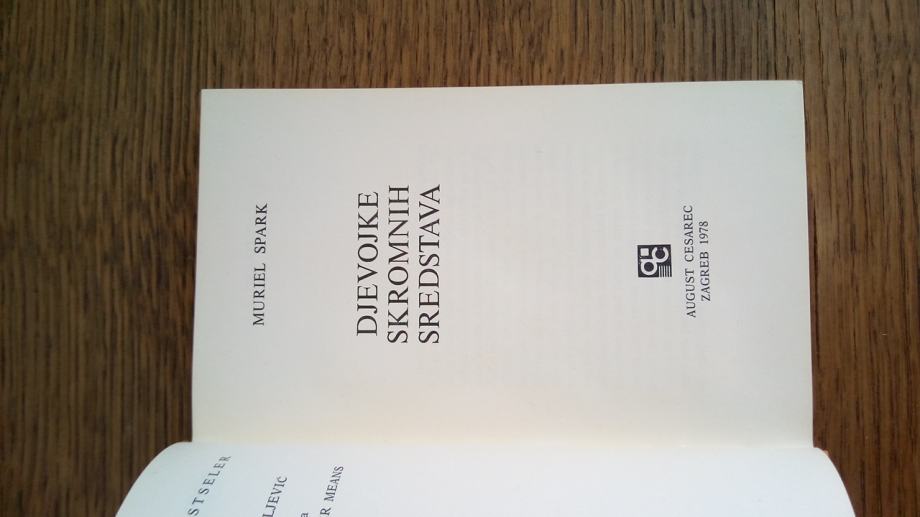 STSELER
LJEVIĆ
a
R MEANS
MURIEL SPARK
DJEVOJKE
SKROMNIH
SREDSTAVA
AUGUST CESAREC
ZAGREB 1978